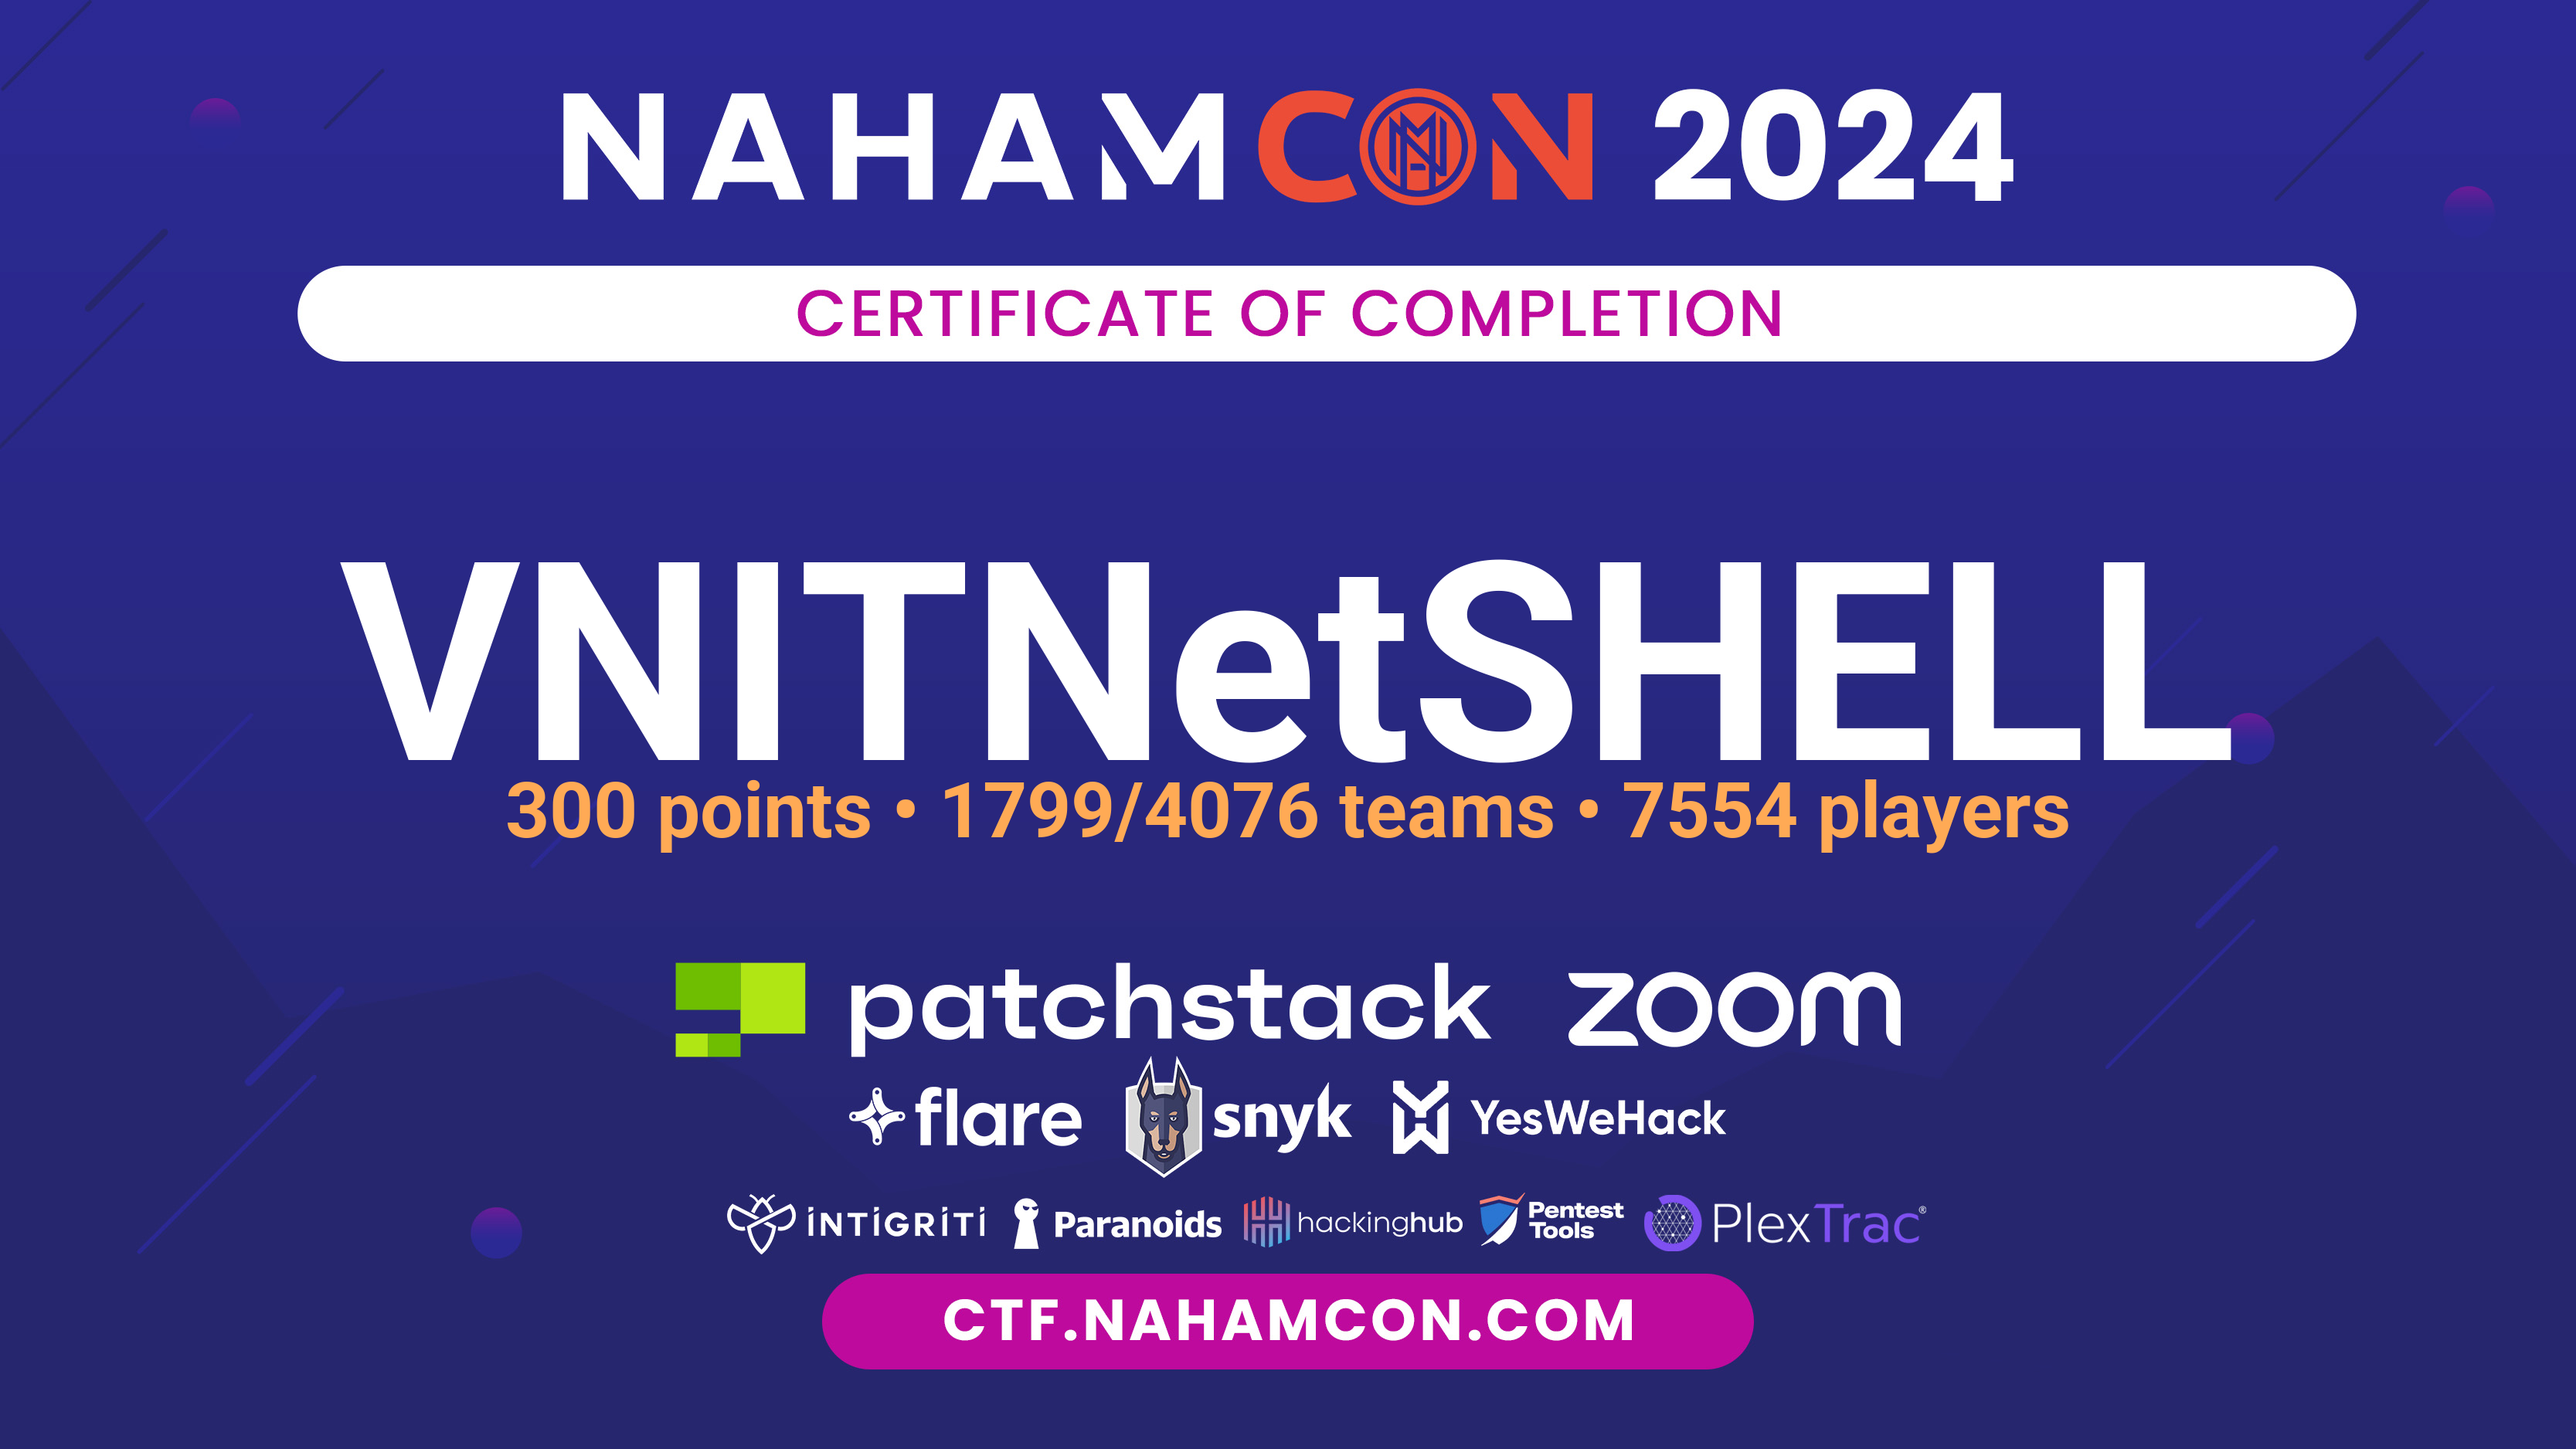 NAHAMCON 2024
CERTIFICATE OF COMPLETION
VNITNetSHELL
300 points • 1799/4076 teams • 7554 players
patchstack zoom
flare snyk YesWeHack
INTIGRITI Paranoids hackinghub Pentest Tools PlexTrac®
CTF.NAHAMCON.COM